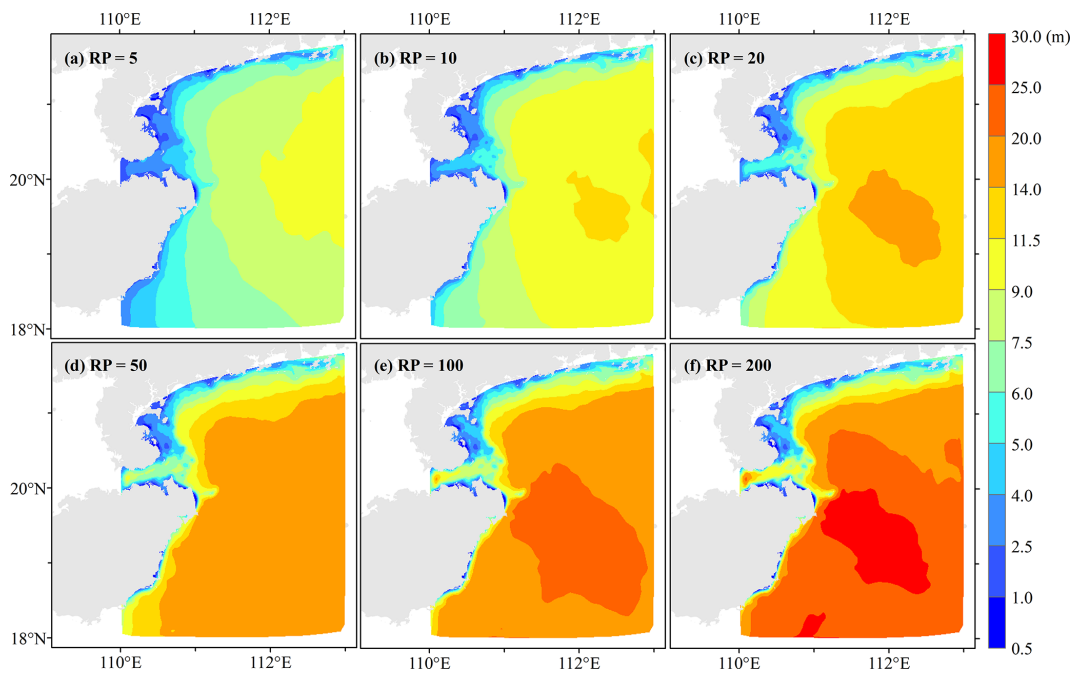 110°E 112°E 110°E 112°E 110°E 112°E
(a) RP = 5 (b) RP = 10 (c) RP = 20
20°N
18°N
(d) RP = 50 (e) RP = 100 (f) RP = 200
20°N
18°N
110°E 112°E 110°E 112°E 110°E 112°E
30.0 (m)
25.0
20.0
14.0
11.5
9.0
7.5
6.0
5.0
4.0
2.5
1.0
0.5